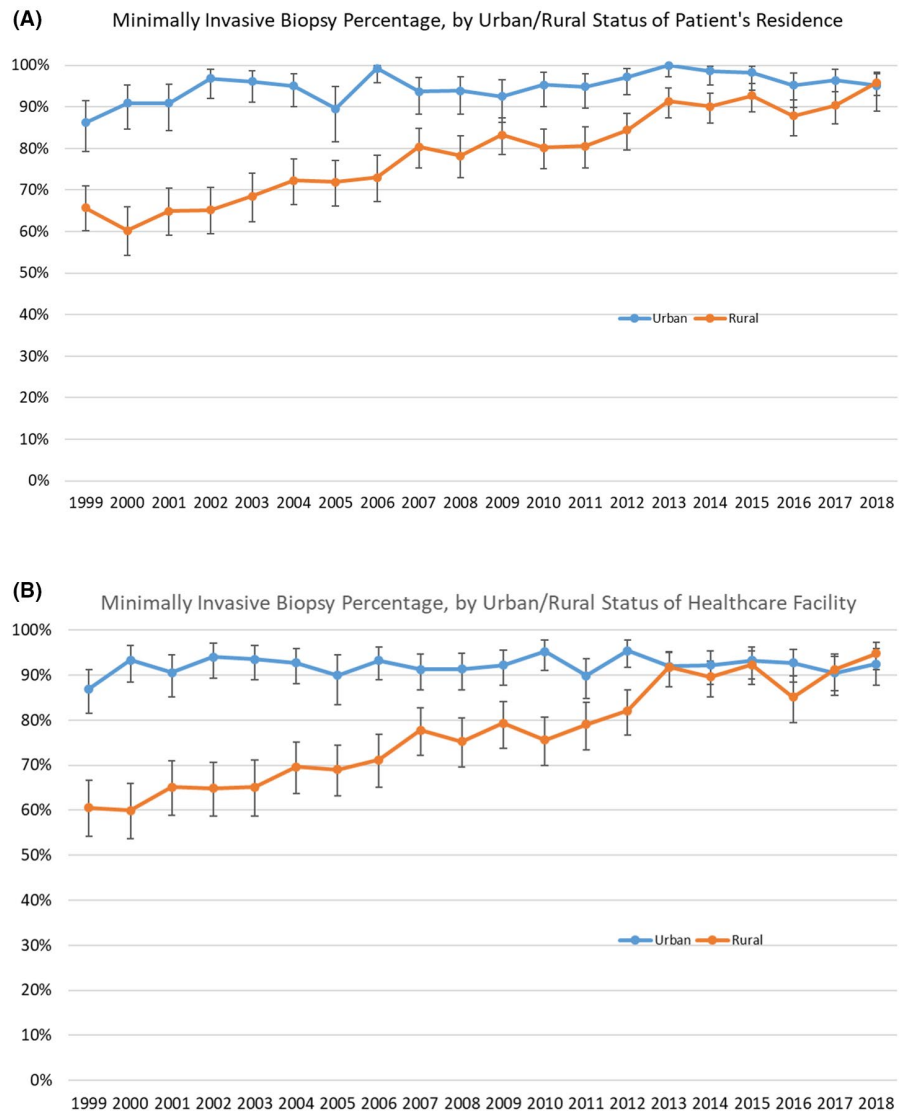 (A)
Minimally Invasive Biopsy Percentage, by Urban/Rural Status of Patient's Residence
100%
90%
80%
70%
60%
50%
40%
Urban Rural
30%
20%
10%
0%
1999 2000 2001 2002 2003 2004 2005 2006 2007 2008 2009 2010 2011 2012 2013 2014 2015 2016 2017 2018
(B)
Minimally Invasive Biopsy Percentage, by Urban/Rural Status of Healthcare Facility
100%
90%
80%
70%
60%
50%
40%
30%
Urban Rural
20%
10%
0%
1999 2000 2001 2002 2003 2004 2005 2006 2007 2008 2009 2010 2011 2012 2013 2014 2015 2016 2017 2018